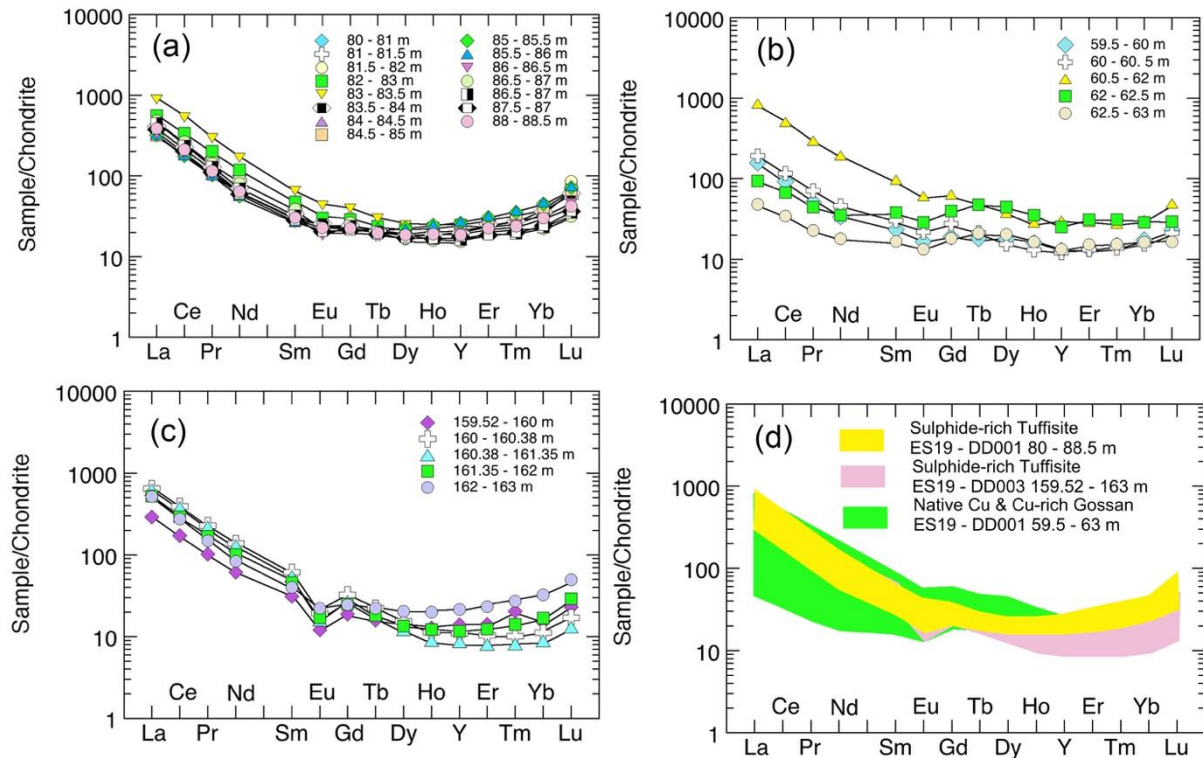 (a)
10000
1000
100
10
1
Sample/Chondrite
80 - 81 m
81 - 81.5 m
81.5 - 82 m
82 - 83 m
83 - 83.5 m
83.5 - 84 m
84 - 84.5 m
84.5 - 85 m
85 - 85.5 m
85.5 - 86 m
86 - 86.5 m
86.5 - 87 m
86.5 - 87 m
87.5 - 87 m
88 - 88.5 m
Ce Nd Eu Tb Ho Er Yb
La Pr Sm Gd Dy Y Tm Lu
(b)
10000
1000
100
10
1
Sample/Chondrite
59.5 - 60 m
60 - 60. 5 m
60.5 - 62 m
62 - 62.5 m
62.5 - 63 m
Ce Nd Eu Tb Ho Er Yb
La Pr Sm Gd Dy Y Tm Lu
(c)
10000
1000
100
10
1
Sample/Chondrite
159.52 - 160 m
160 - 160.38 m
160.38 - 161.35 m
161.35 - 162 m
162 - 163 m
Ce Nd Eu Tb Ho Er Yb
La Pr Sm Gd Dy Y Tm Lu
(d)
10000
1000
100
10
1
Sample/Chondrite
Sulphide-rich Tuffisite
ES19 - DD001 80 - 88.5 m
Sulphide-rich Tuffisite
ES19 - DD003 159.52 - 163 m
Native Cu & Cu-rich Gossan
ES19 - DD001 59.5 - 63 m
Ce Nd Eu Tb Ho Er Yb
La Pr Sm Gd Dy Y Tm Lu